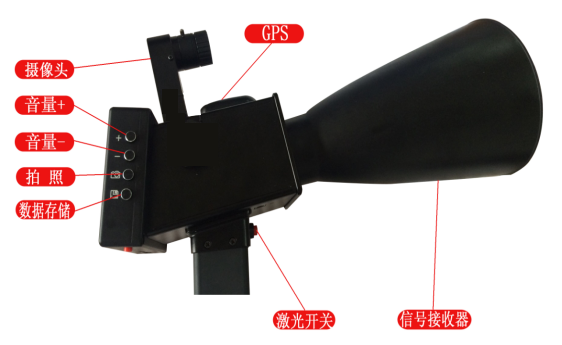 GPS
摄像头
音量+
音量-
拍 照
数据存储
激光开关
信号接收器
+
-